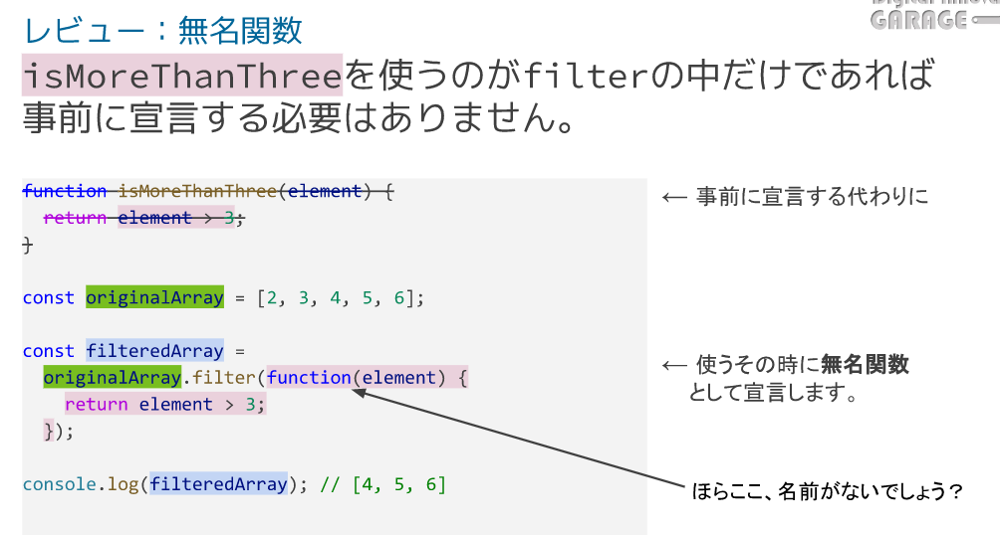 レビュー：無名関数
isMoreThanThreeを使うのがfilterの中だけであれば
事前に宣言する必要はありません。
GARAGE
function isMoreThanThree(element) {
return element > 3;
}
← 事前に宣言する代わりに
const originalArray = [2, 3, 4, 5, 6];
const filteredArray =
originalArray.filter(function(element) {
return element > 3;
});
← 使うその時に無名関数
として宣言します。
console.log(filteredArray); // [4, 5, 6]
ほらここ、名前がないでしょう？